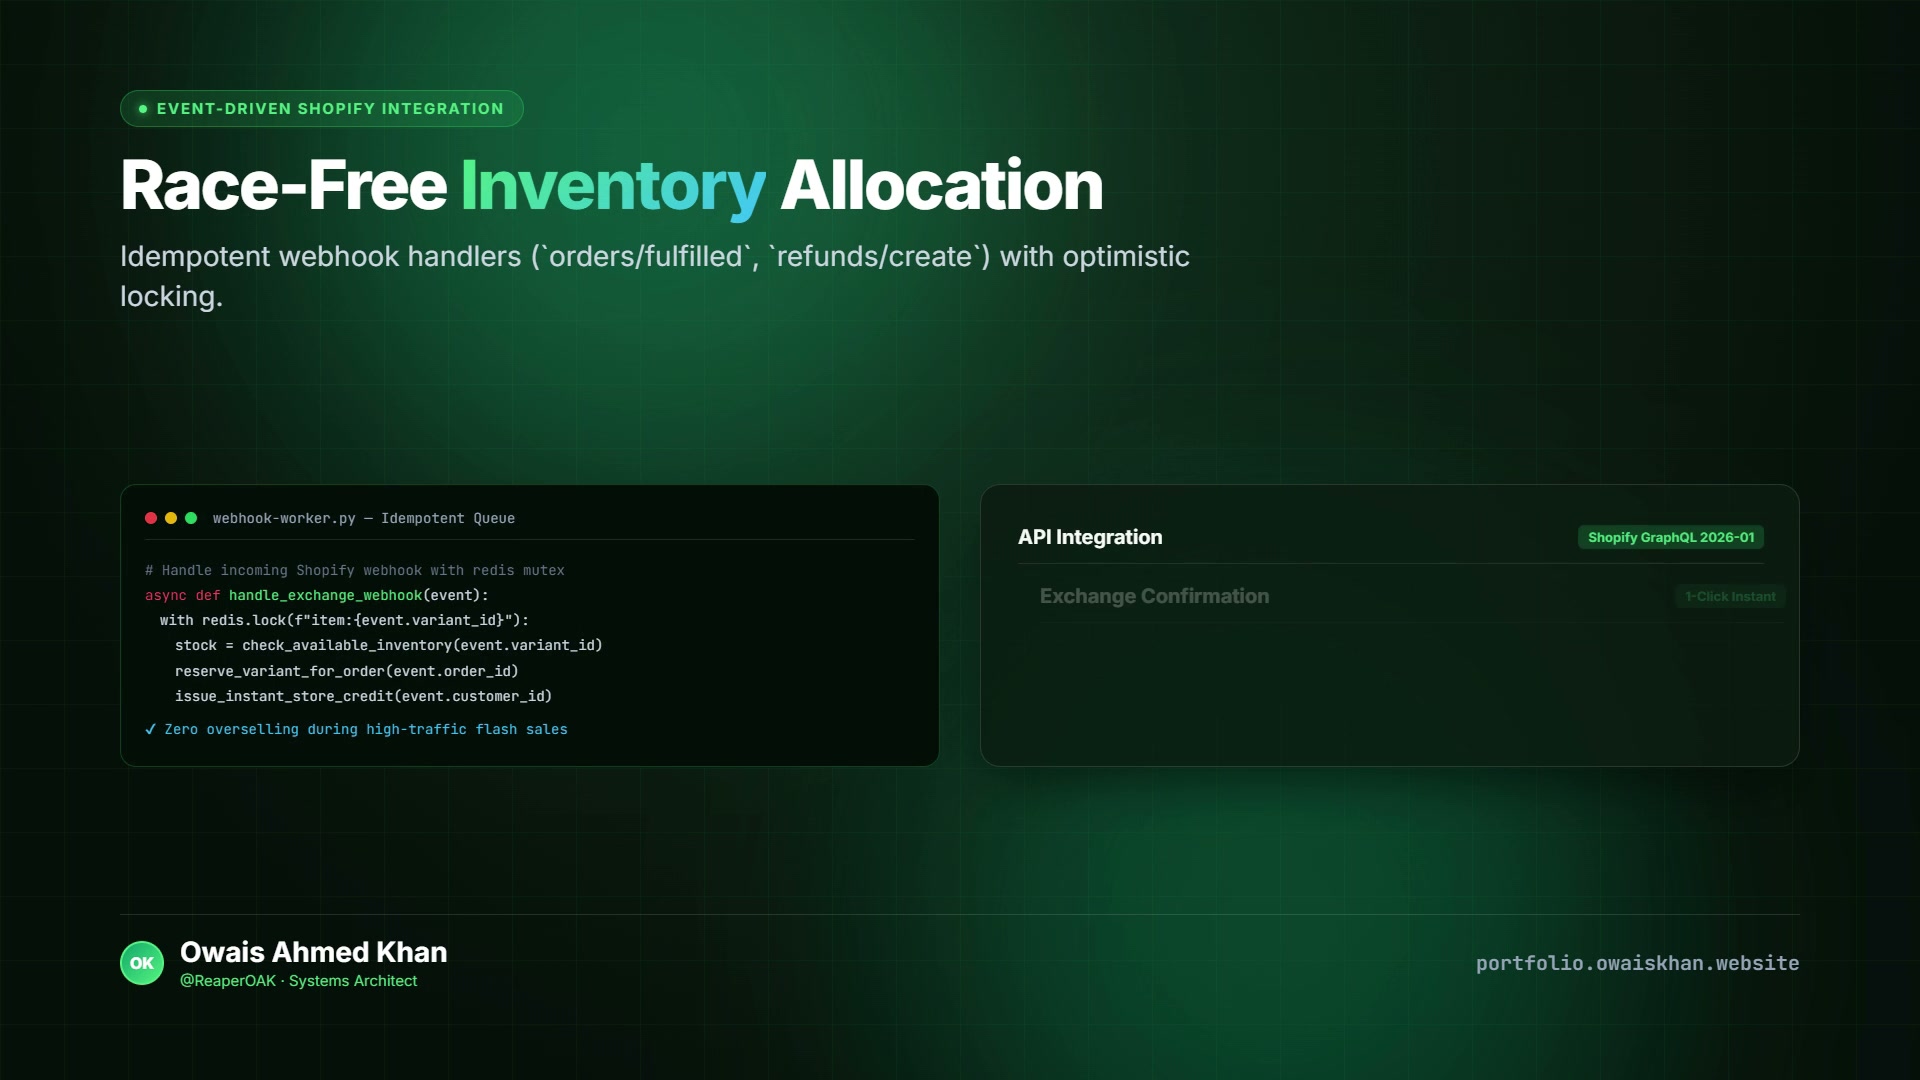 EVENT-DRIVEN SHOPIFY INTEGRATION
Race-Free Inventory Allocation
Idempotent webhook handlers (`orders/fulfilled`, `refunds/create`) with optimistic
locking.
webhook-worker.py — Idempotent Queue
# Handle incoming Shopify webhook with redis mutex
async def handle_exchange_webhook(event):
with redis.lock(f"item:{event.variant_id}"):
stock = check_available_inventory(event.variant_id)
reserve_variant_for_order(event.order_id)
issue_instant_store_credit(event.customer_id)
✓ Zero overselling during high-traffic flash sales
API Integration
Shopify GraphQL 2026-01
Exchange Confirmation
1-Click Instant
OK
Owais Ahmed Khan
@ReaperOAK · Systems Architect
portfolio.owaiskhan.website